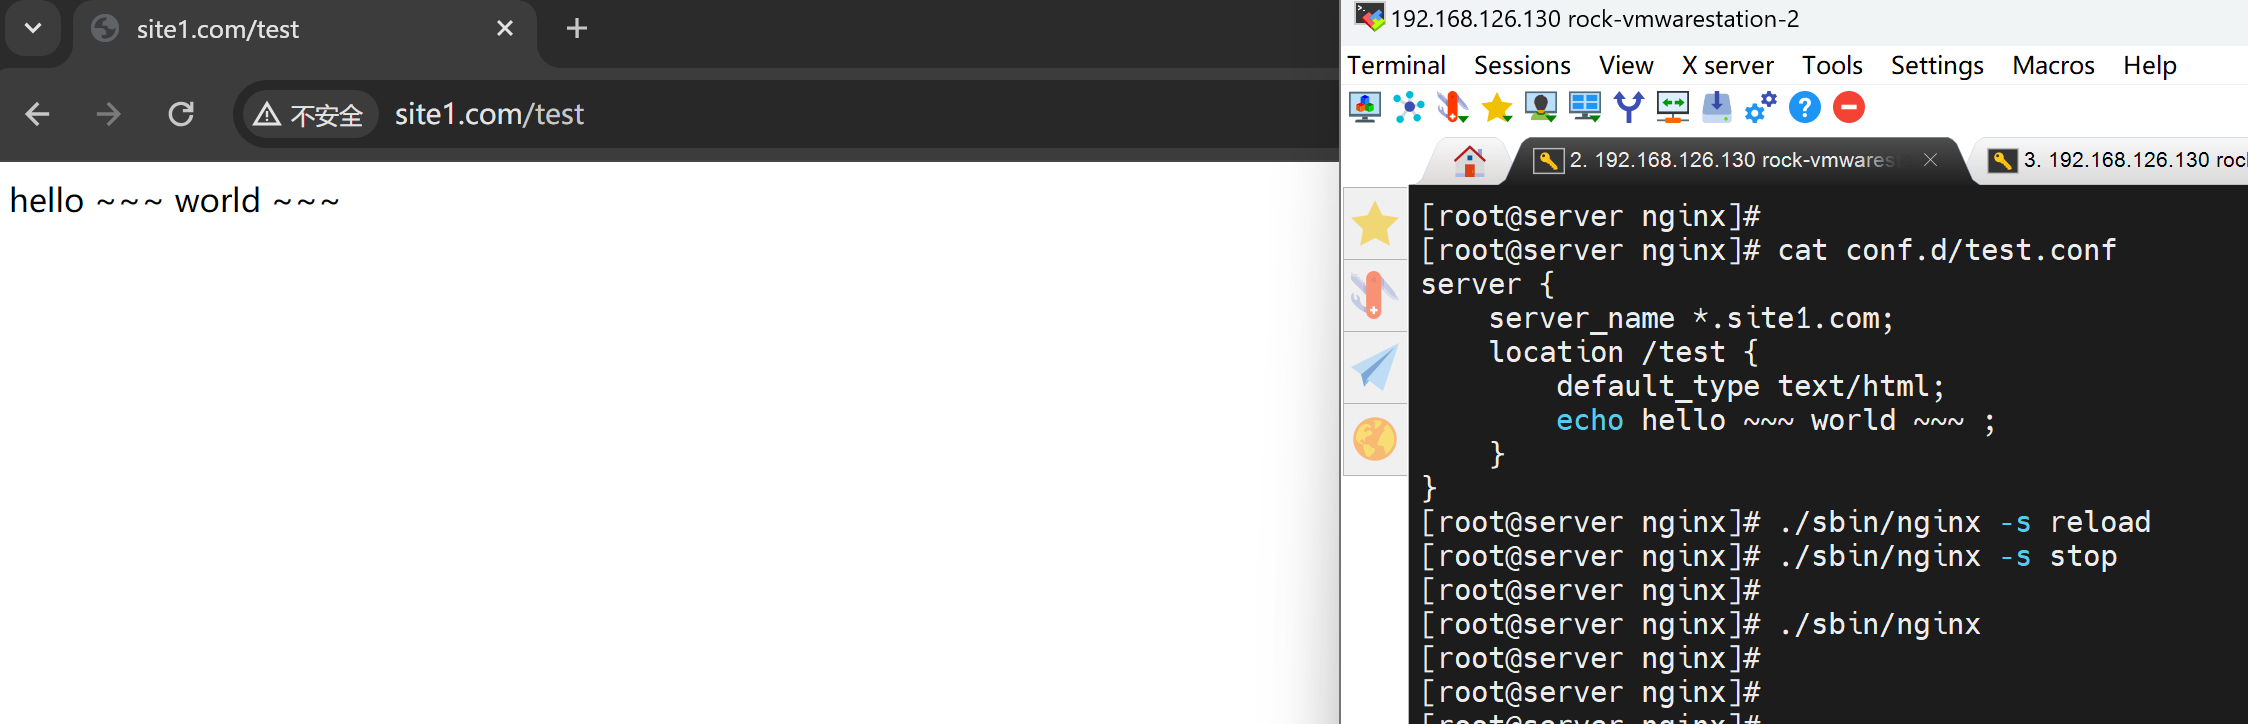 site1.com/test
不安全 site1.com/test
hello ~~~ world ~~~
192.168.126.130 rock-vmwarestation-2
Terminal Sessions View X server Tools Settings Macros Help
2. 192.168.126.130 rock-vmwares
3. 192.168.126.130 roc
[root@server nginx]#
[root@server nginx]# cat conf.d/test.conf
server {
    server_name *.site1.com;
    location /test {
        default_type text/html;
        echo hello ~~~ world ~~~ ;
    }
}
[root@server nginx]# ./sbin/nginx -s reload
[root@server nginx]# ./sbin/nginx -s stop
[root@server nginx]#
[root@server nginx]# ./sbin/nginx
[root@server nginx]#
[root@server nginx]#
[root@server nginx]#